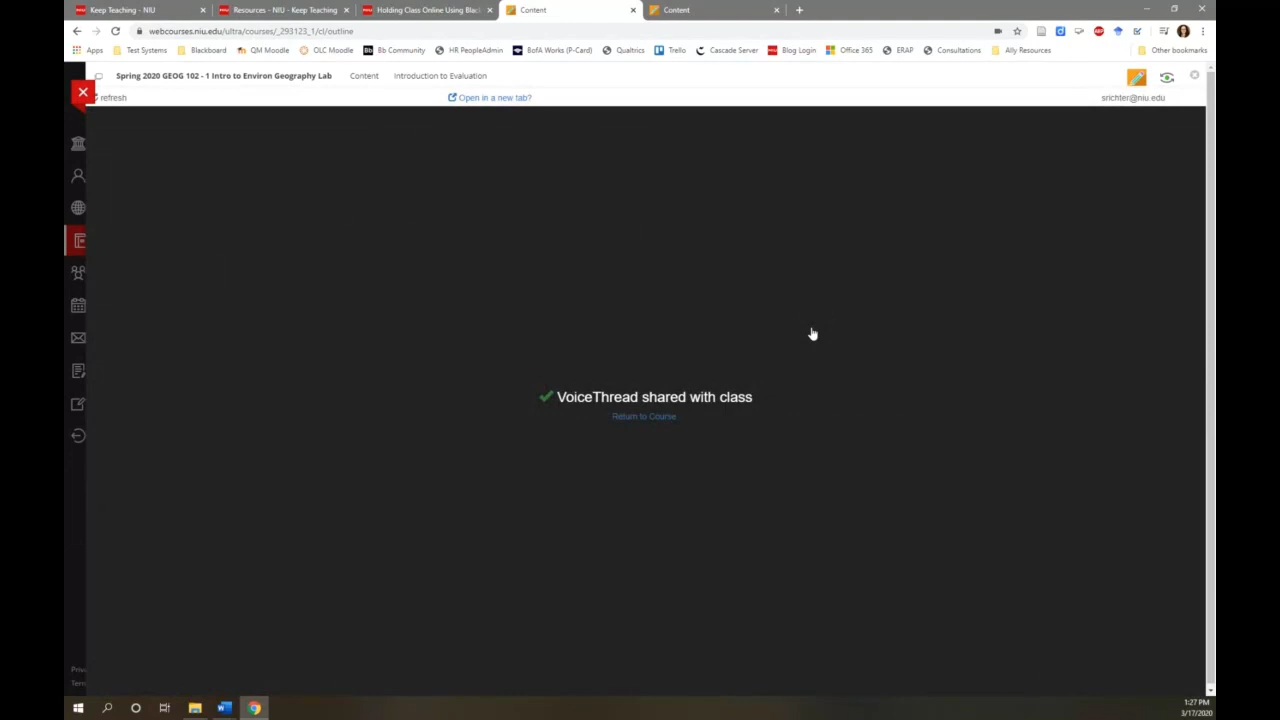 Keep Teaching - NIU
Resources - NIU - Keep Teaching
Holding Class Online Using Blac
Content
Content
webcourses.niu.edu/ultra/courses/_293123_1/cl/outline
Apps Test Systems Blackboard QM Moodle OLC Moodle Bb Community HR PeopleAdmin BofA Works (P-Card) Qualtrics Trello Cascade Server Blog Login Office 365 ERAP Consultations Ally Resources Other bookmarks
Spring 2020 GEOG 102 - 1 Intro to Environ Geography Lab Content Introduction to Evaluation
refresh Open in a new tab? srichter@niu.edu
VoiceThread shared with class
Return to Course
Priva
Term
1:27 PM
3/17/2020